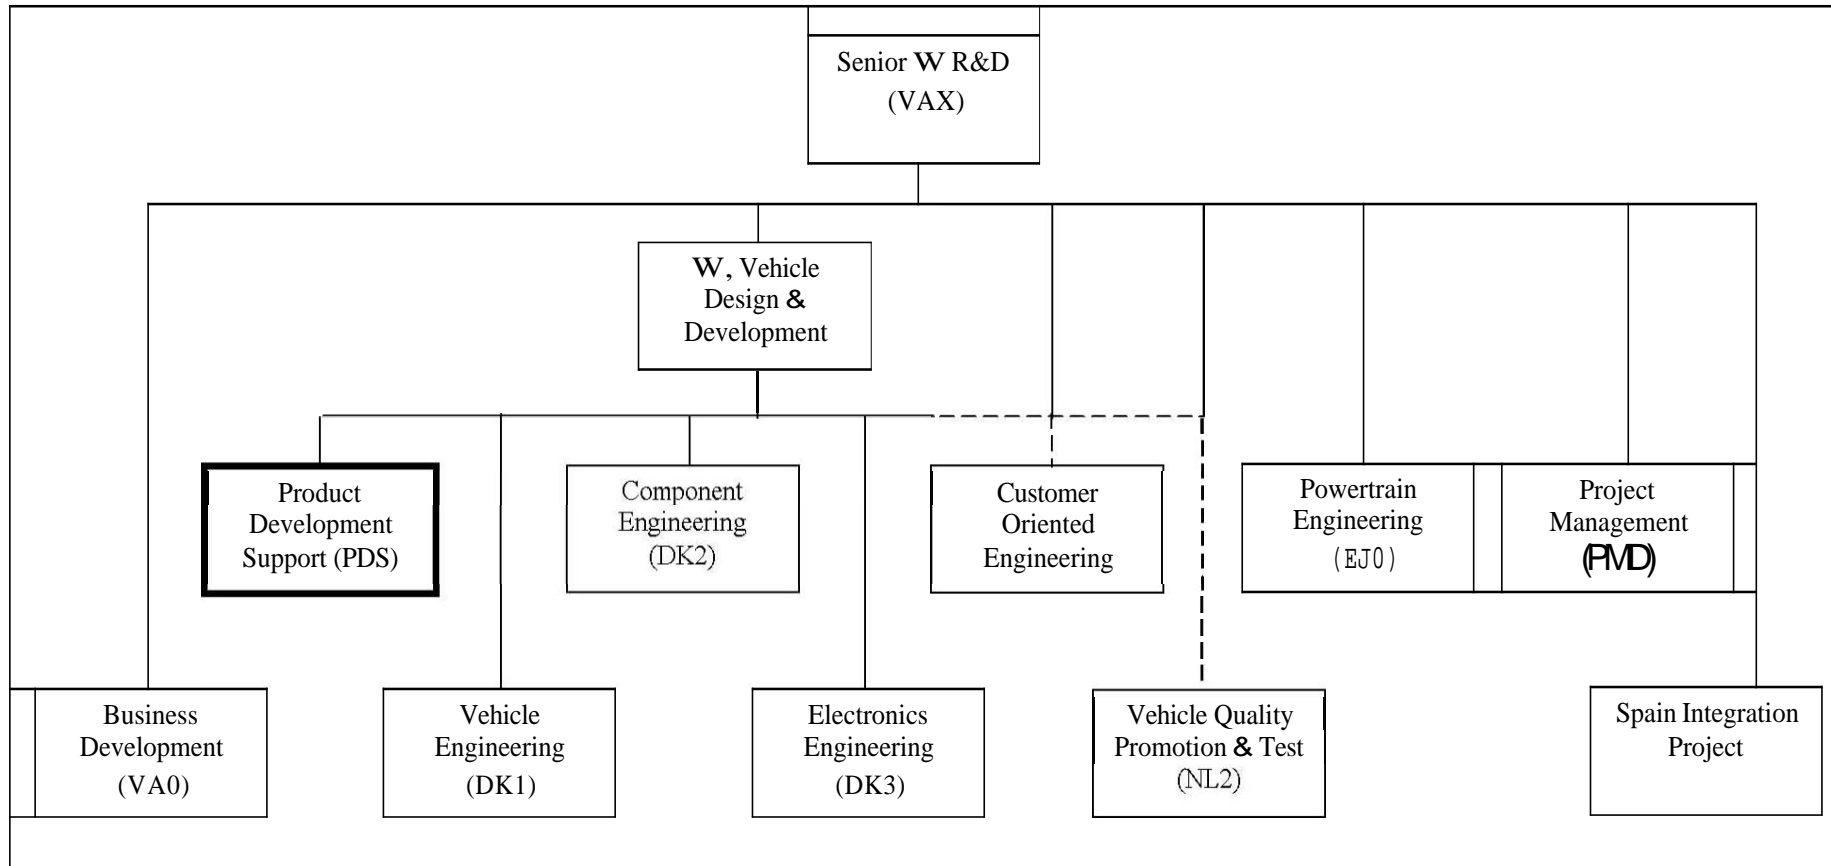 Senior W R&D
(VAX)
W, Vehicle
Design &
Development
Product
Development
Support (PDS)
Component
Engineering
(DK2)
Customer
Oriented
Engineering
Powertrain
Engineering
(EJ0)
Project
Management
(PMD)
Business
Development
(VA0)
Vehicle
Engineering
(DK1)
Electronics
Engineering
(DK3)
Vehicle Quality
Promotion & Test
(NL2)
Spain Integration
Project